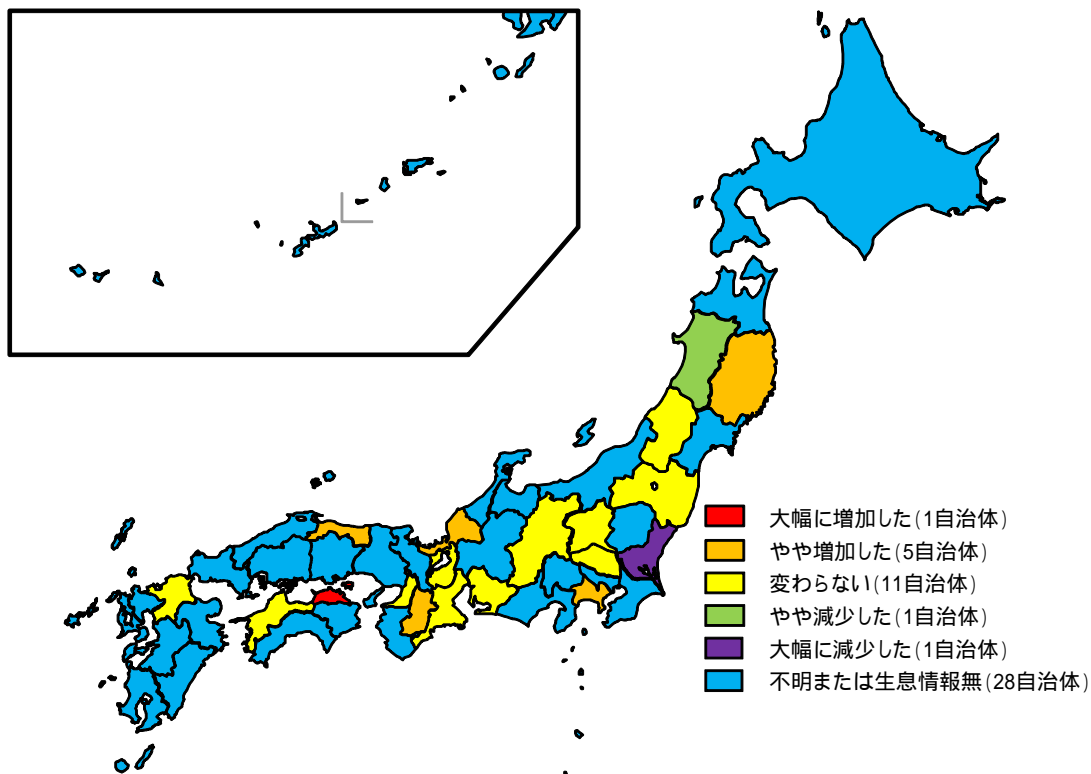 大幅に増加した(1自治体)
やや増加した(5自治体)
変わらない(11自治体)
やや減少した(1自治体)
大幅に減少した(1自治体)
不明または生息情報無(28自治体)